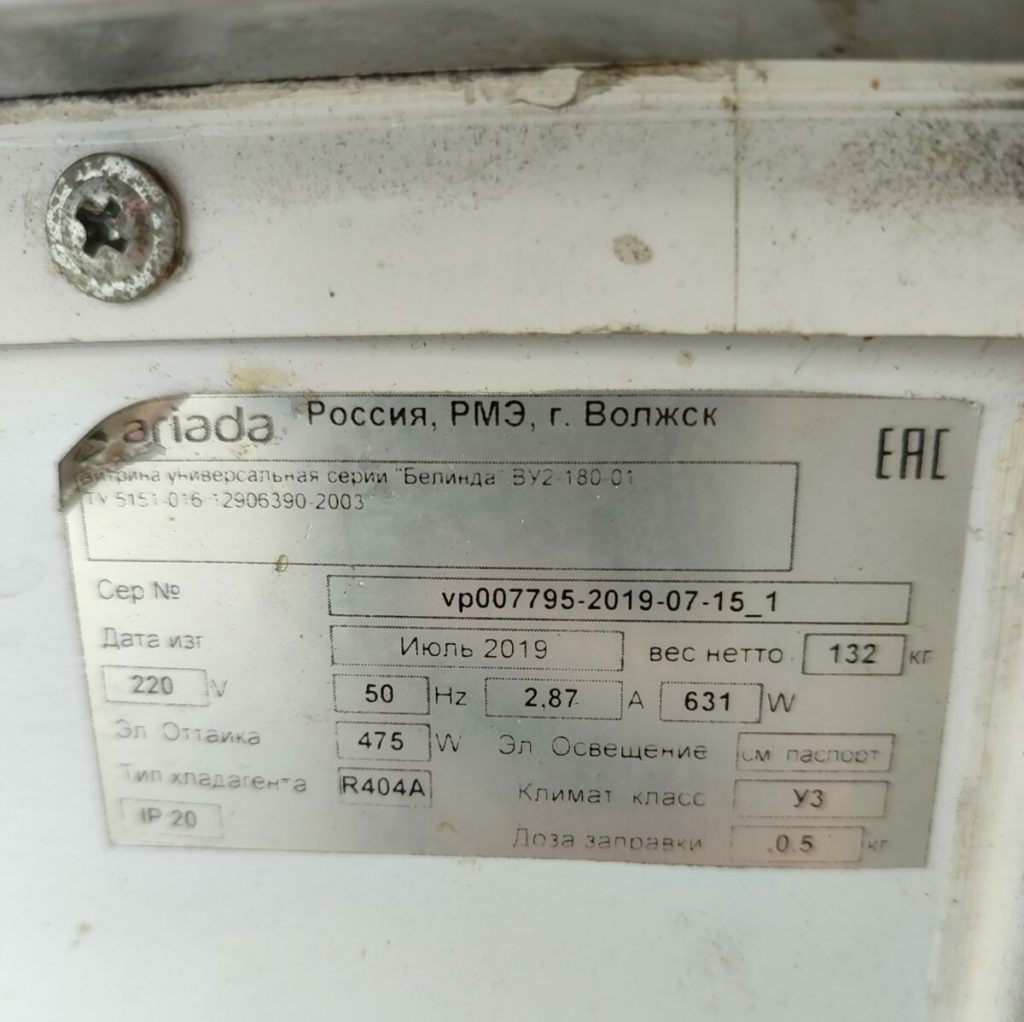 ariada Россия, РМЭ, г. Волжск
EAC
Витрина универсальная серии "Белинда" ВУ2-180-01
ТУ 5151-016-12906390-2003
Сер № vp007795-2019-07-15_1
Дата изг Июль 2019 вес нетто 132 кг
220 V 50 Hz 2,87 A 631 W
Эл Оттайка 475 W Эл Освещение см паспорт
Тип хладагента R404A Климат класс У3
IP 20 Доза заправки 0.5 кг